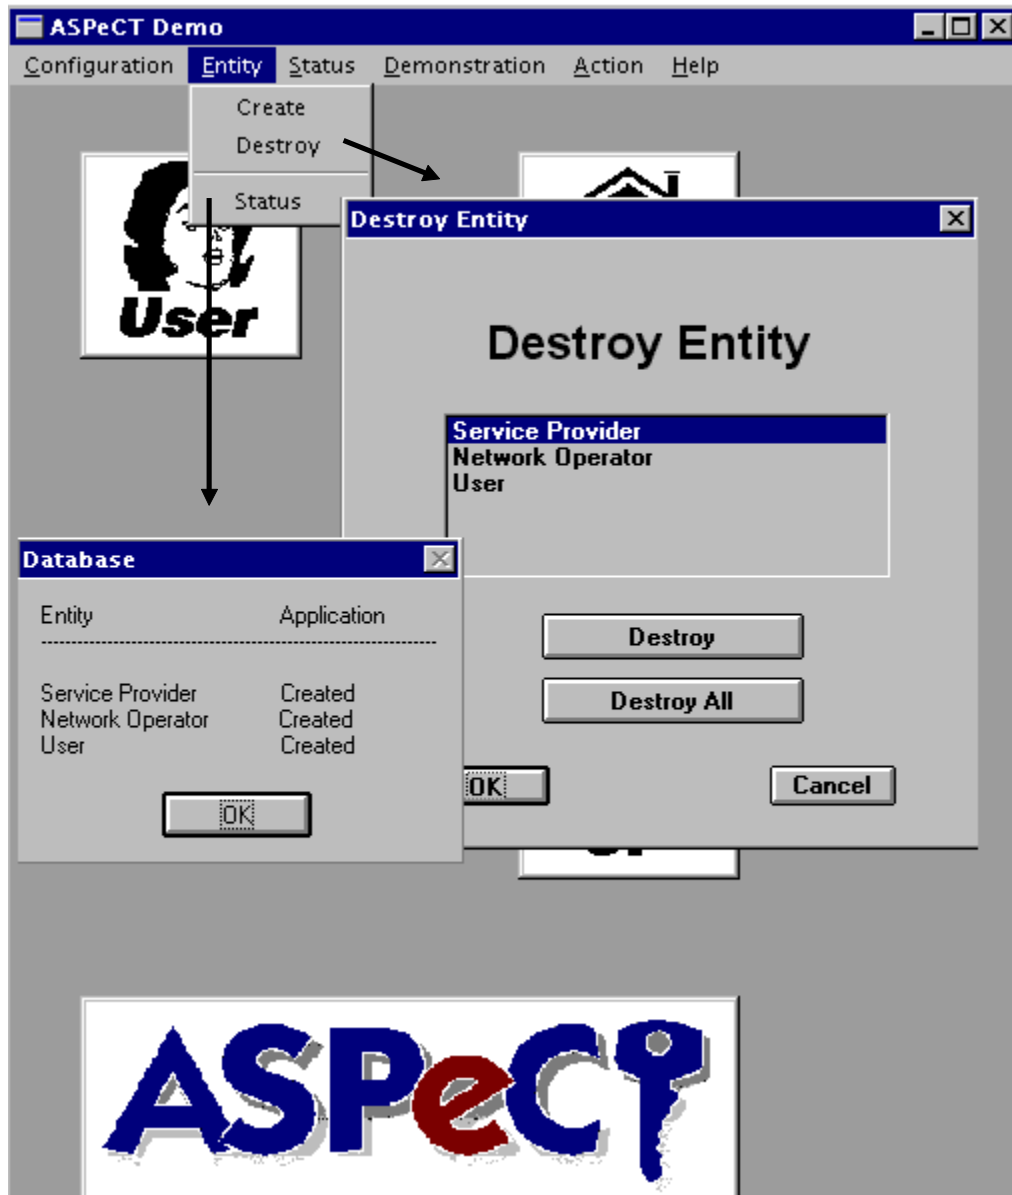 ASPeCT Demo
Configuration Entity Status Demonstration Action Help
Create
Destroy
Status
User
Destroy Entity
Destroy Entity
Service Provider
Network Operator
User
Destroy
Destroy All
OK
Cancel
Database
Entity Application
--------------------------------------------------
Service Provider Created
Network Operator Created
User Created
OK
ASPeCT